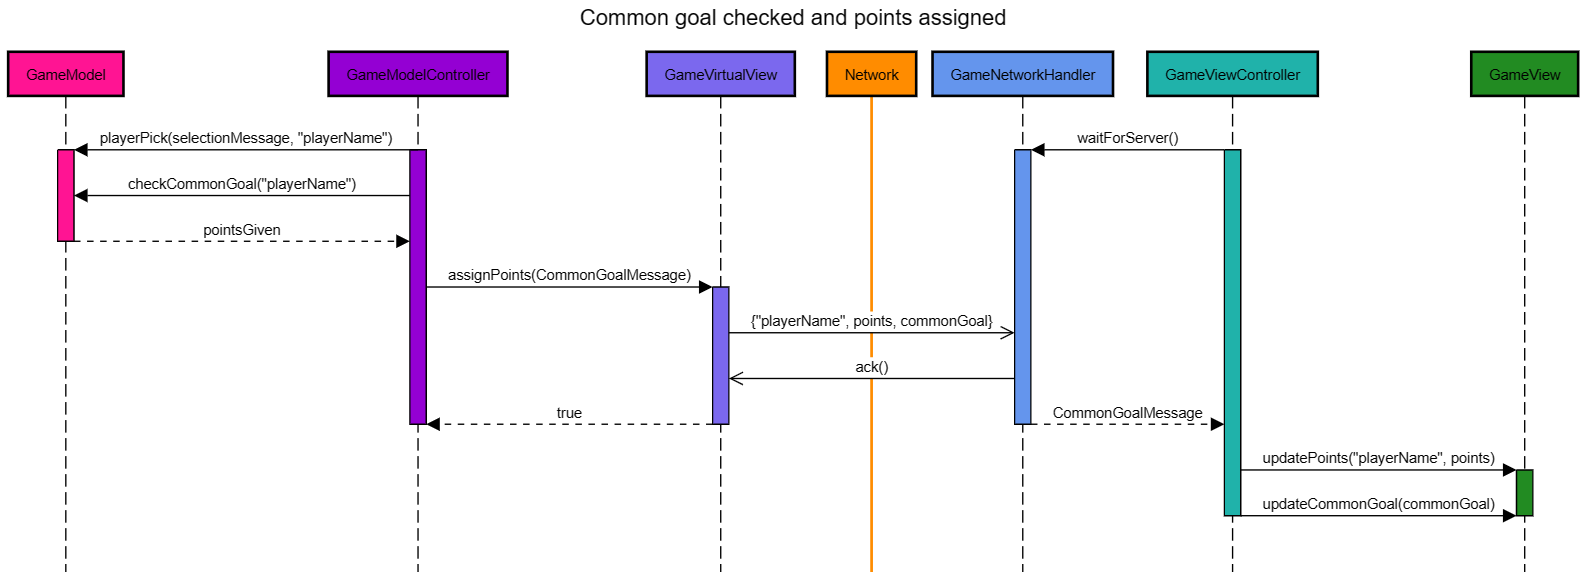 Common goal checked and points assigned
GameModel
GameModelController
GameVirtualView
Network
GameNetworkHandler
GameViewController
GameView
playerPick(selectionMessage, "playerName")
waitForServer()
checkCommonGoal("playerName")
pointsGiven
assignPoints(CommonGoalMessage)
{"playerName", points, commonGoal}
ack()
true
CommonGoalMessage
updatePoints("playerName", points)
updateCommonGoal(commonGoal)